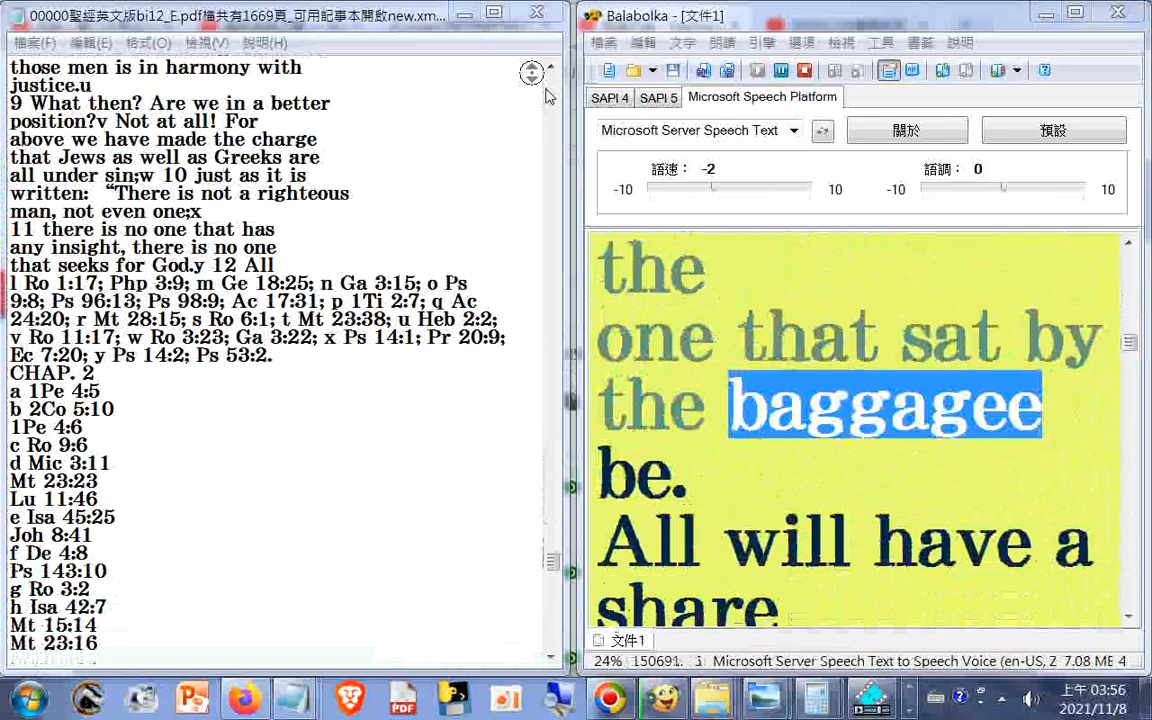 00000聖經英文版bi12_E.pdf檔共有1669頁_可用記事本開啟new.xm...
檔案(F) 編輯(E) 格式(O) 檢視(V) 說明(H)
those men is in harmony with
justice.u
9 What then? Are we in a better
position?v Not at all! For
above we have made the charge
that Jews as well as Greeks are
all under sin;w 10 just as it is
written: “There is not a righteous
man, not even one;x
11 there is no one that has
any insight, there is no one
that seeks for God.y 12 All
l Ro 1:17; Php 3:9; m Ge 18:25; n Ga 3:15; o Ps
9:8; Ps 96:13; Ps 98:9; Ac 17:31; p 1Ti 2:7; q Ac
24:20; r Mt 28:15; s Ro 6:1; t Mt 23:38; u Heb 2:2;
v Ro 11:17; w Ro 3:23; Ga 3:22; x Ps 14:1; Pr 20:9;
Ec 7:20; y Ps 14:2; Ps 53:2.
CHAP. 2
a 1Pe 4:5
b 2Co 5:10
1Pe 4:6
c Ro 9:6
d Mic 3:11
Mt 23:23
Lu 11:46
e Isa 45:25
Joh 8:41
f De 4:8
Ps 143:10
g Ro 3:2
h Isa 42:7
Mt 15:14
Mt 23:16
Balabolka - [文件1]
檔案 編輯 文字 朗讀 引擎 選項 檢視 工具 書籤 說明
SAPI 4 SAPI 5 Microsoft Speech Platform
Microsoft Server Speech Text 關於 預設
語速： -2 語調： 0
-10 10 -10 10
the
one that sat by
the baggagee
be.
All will have a
share
文件1
24% 150691. Microsoft Server Speech Text to Speech Voice (en-US, Z 7.08 ME 4
PDF
上午 03:56
2021/11/8